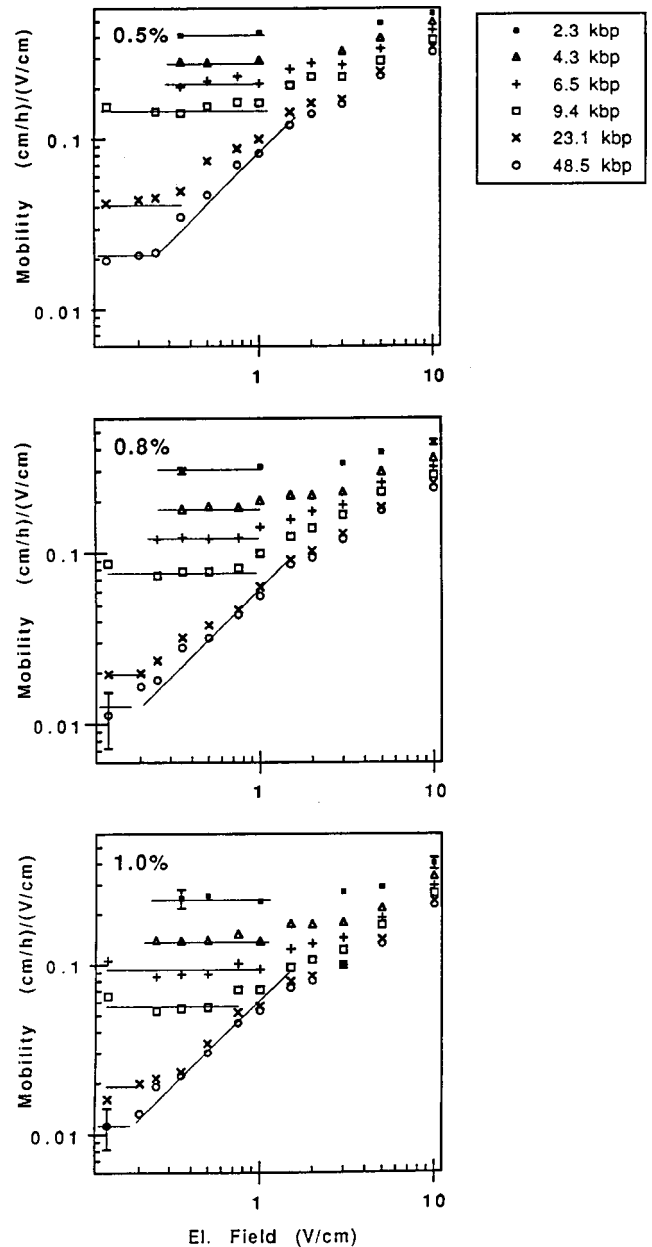 0.5%
Mobility (cm/h)/(V/cm)
0.1
0.01
1
10
2.3 kbp
4.3 kbp
6.5 kbp
9.4 kbp
23.1 kbp
48.5 kbp
0.8%
Mobility (cm/h)/(V/cm)
0.1
0.01
1
10
1.0%
Mobility (cm/h)/(V/cm)
0.1
0.01
1
10
El. Field (V/cm)